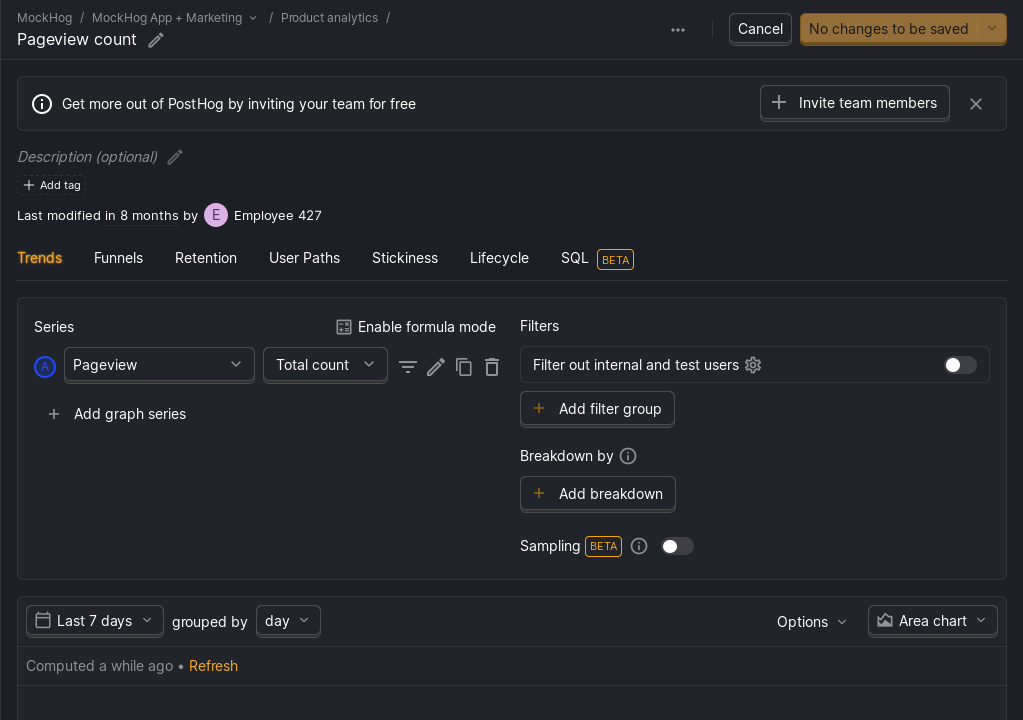 MockHog / MockHog App + Marketing / Product analytics /
Pageview count
Cancel
No changes to be saved
Get more out of PostHog by inviting your team for free
Invite team members
Description (optional)
Add tag
Last modified in 8 months by E Employee 427
Trends Funnels Retention User Paths Stickiness Lifecycle SQL BETA
Series
Enable formula mode
A Pageview Total count
Add graph series
Filters
Filter out internal and test users
Add filter group
Breakdown by
Add breakdown
Sampling BETA
Last 7 days grouped by day Options Area chart
Computed a while ago • Refresh